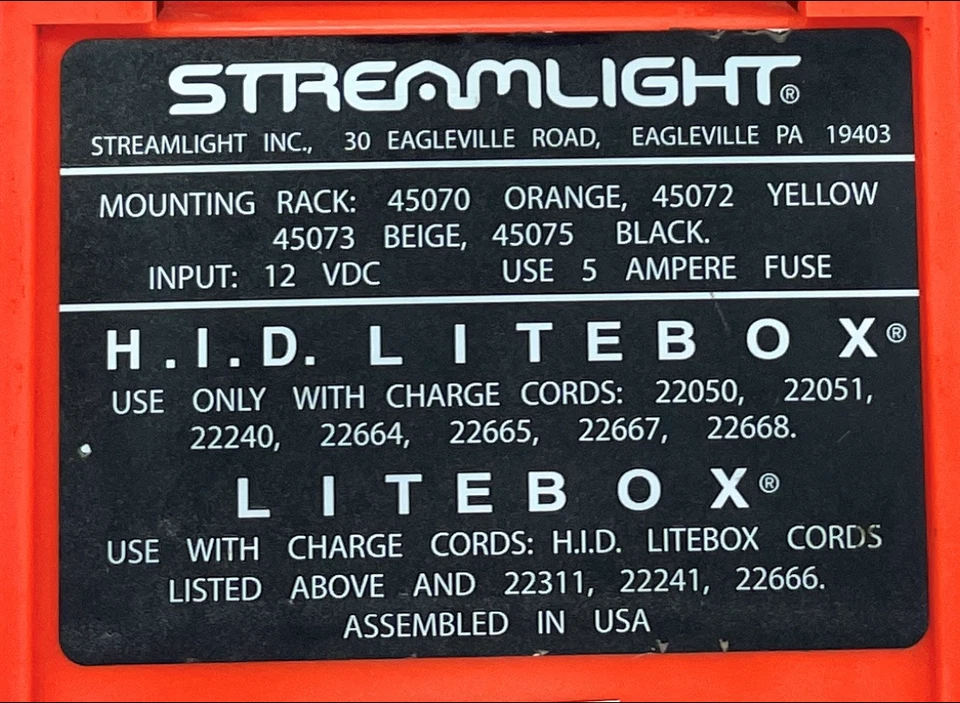 STREAMLIGHT®
STREAMLIGHT INC., 30 EAGLEVILLE ROAD, EAGLEVILLE PA 19403
MOUNTING RACK: 45070 ORANGE, 45072 YELLOW
45073 BEIGE, 45075 BLACK.
INPUT: 12 VDC USE 5 AMPERE FUSE
H.I.D. LITEBOX®
USE ONLY WITH CHARGE CORDS: 22050, 22051,
22240, 22664, 22665, 22667, 22668.
LITEBOX®
USE WITH CHARGE CORDS: H.I.D. LITEBOX CORDS
LISTED ABOVE AND 22311, 22241, 22666.
ASSEMBLED IN USA